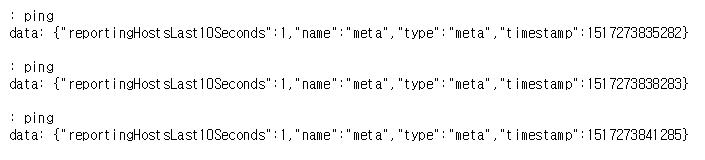 : ping
data: {"reportingHostsLast10Seconds":1,"name":"meta","type":"meta","timestamp":1517273835282}
: ping
data: {"reportingHostsLast10Seconds":1,"name":"meta","type":"meta","timestamp":1517273838283}
: ping
data: {"reportingHostsLast10Seconds":1,"name":"meta","type":"meta","timestamp":1517273841285}